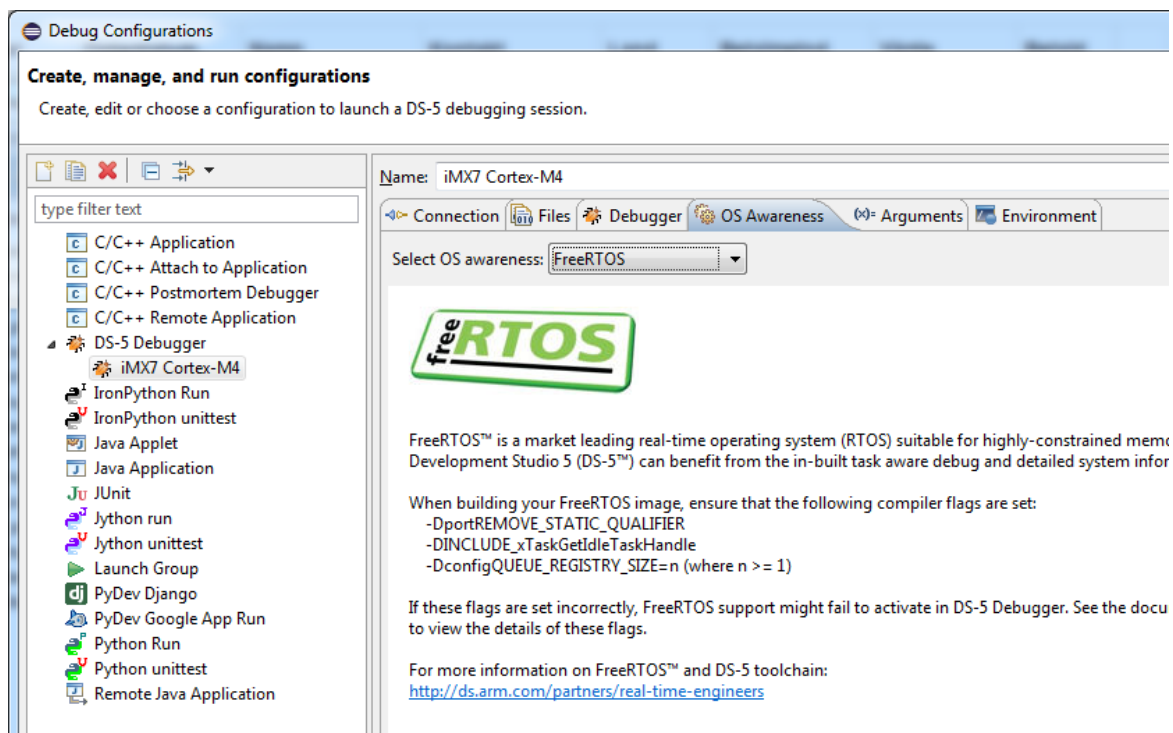 Debug Configurations
Create, manage, and run configurations
Create, edit or choose a configuration to launch a DS-5 debugging session.
type filter text
C/C++ Application
C/C++ Attach to Application
C/C++ Postmortem Debugger
C/C++ Remote Application
DS-5 Debugger
iMX7 Cortex-M4
IronPython Run
IronPython unittest
Java Applet
Java Application
JUnit
Jython run
Jython unittest
Launch Group
PyDev Django
PyDev Google App Run
Python Run
Python unittest
Remote Java Application
Name: iMX7 Cortex-M4
Connection Files Debugger OS Awareness (x)= Arguments Environment
Select OS awareness: FreeRTOS
free RTOS
FreeRTOS™ is a market leading real-time operating system (RTOS) suitable for highly-constrained
Development Studio 5 (DS-5™) can benefit from the in-built task aware debug and detailed system
When building your FreeRTOS image, ensure that the following compiler flags are set:
-DportREMOVE_STATIC_QUALIFIER
-DINCLUDE_xTaskGetIdleTaskHandle
-DconfigQUEUE_REGISTRY_SIZE=n (where n >= 1)
If these flags are set incorrectly, FreeRTOS support might fail to activate in DS-5 Debugger. See the
to view the details of these flags.
For more information on FreeRTOS™ and DS-5 toolchain:
http://ds.arm.com/partners/real-time-engineers